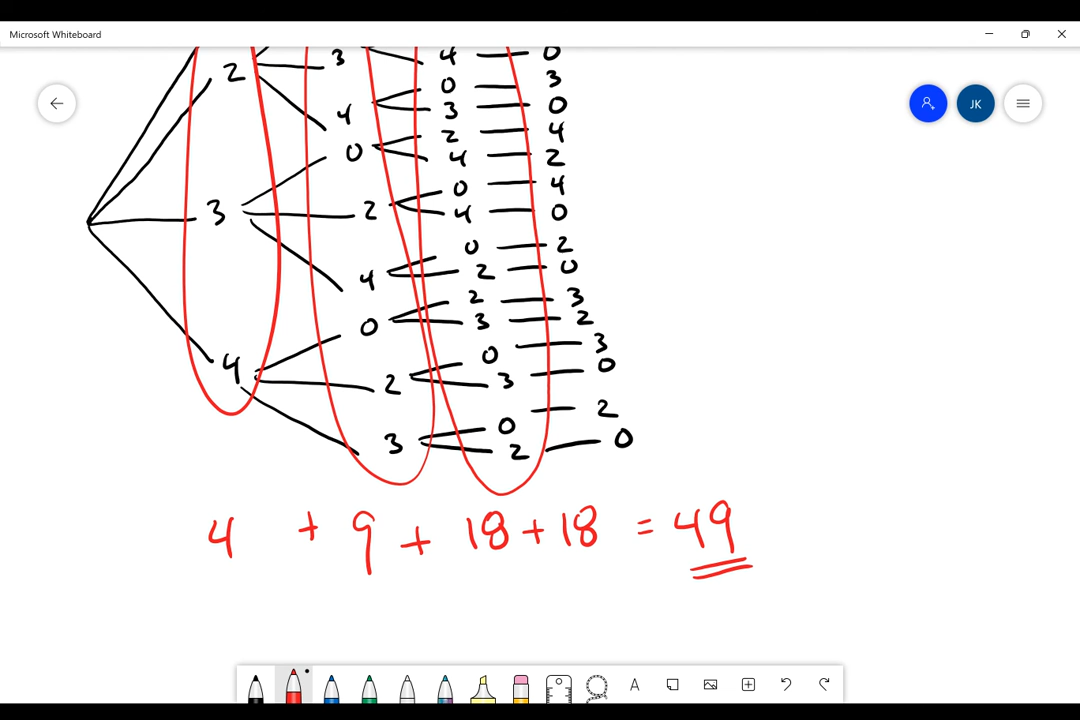 Microsoft Whiteboard
JK
4 0
2 3
0 3
4 3 0
0 2 4
4 2
3 2 0 4
4 0
4 0 2
2 0
0 2 3
3 2
4 2 0 3
3 0
3 0 2
2 0
4 + 9 + 18 + 18 = 49
A